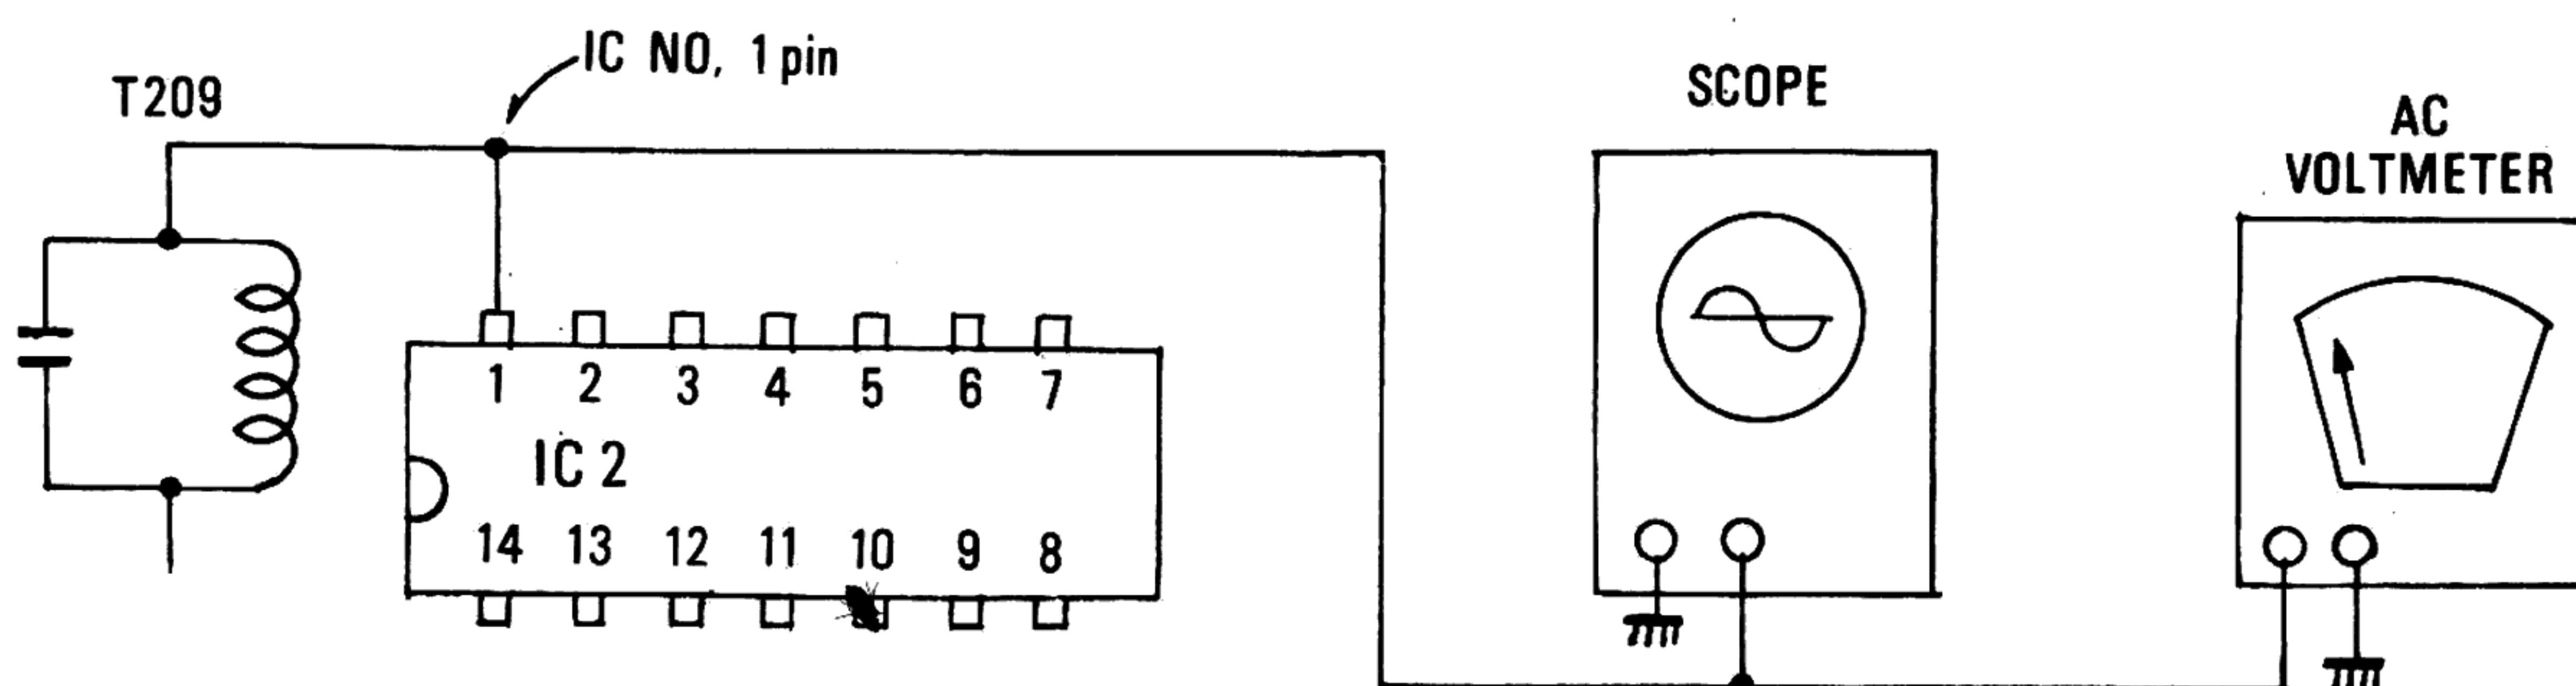 IC NO, 1 pin
T209
SCOPE
AC
VOLTMETER
1 2 3 4 5 6 7
IC 2
14 13 12 11 10 9 8